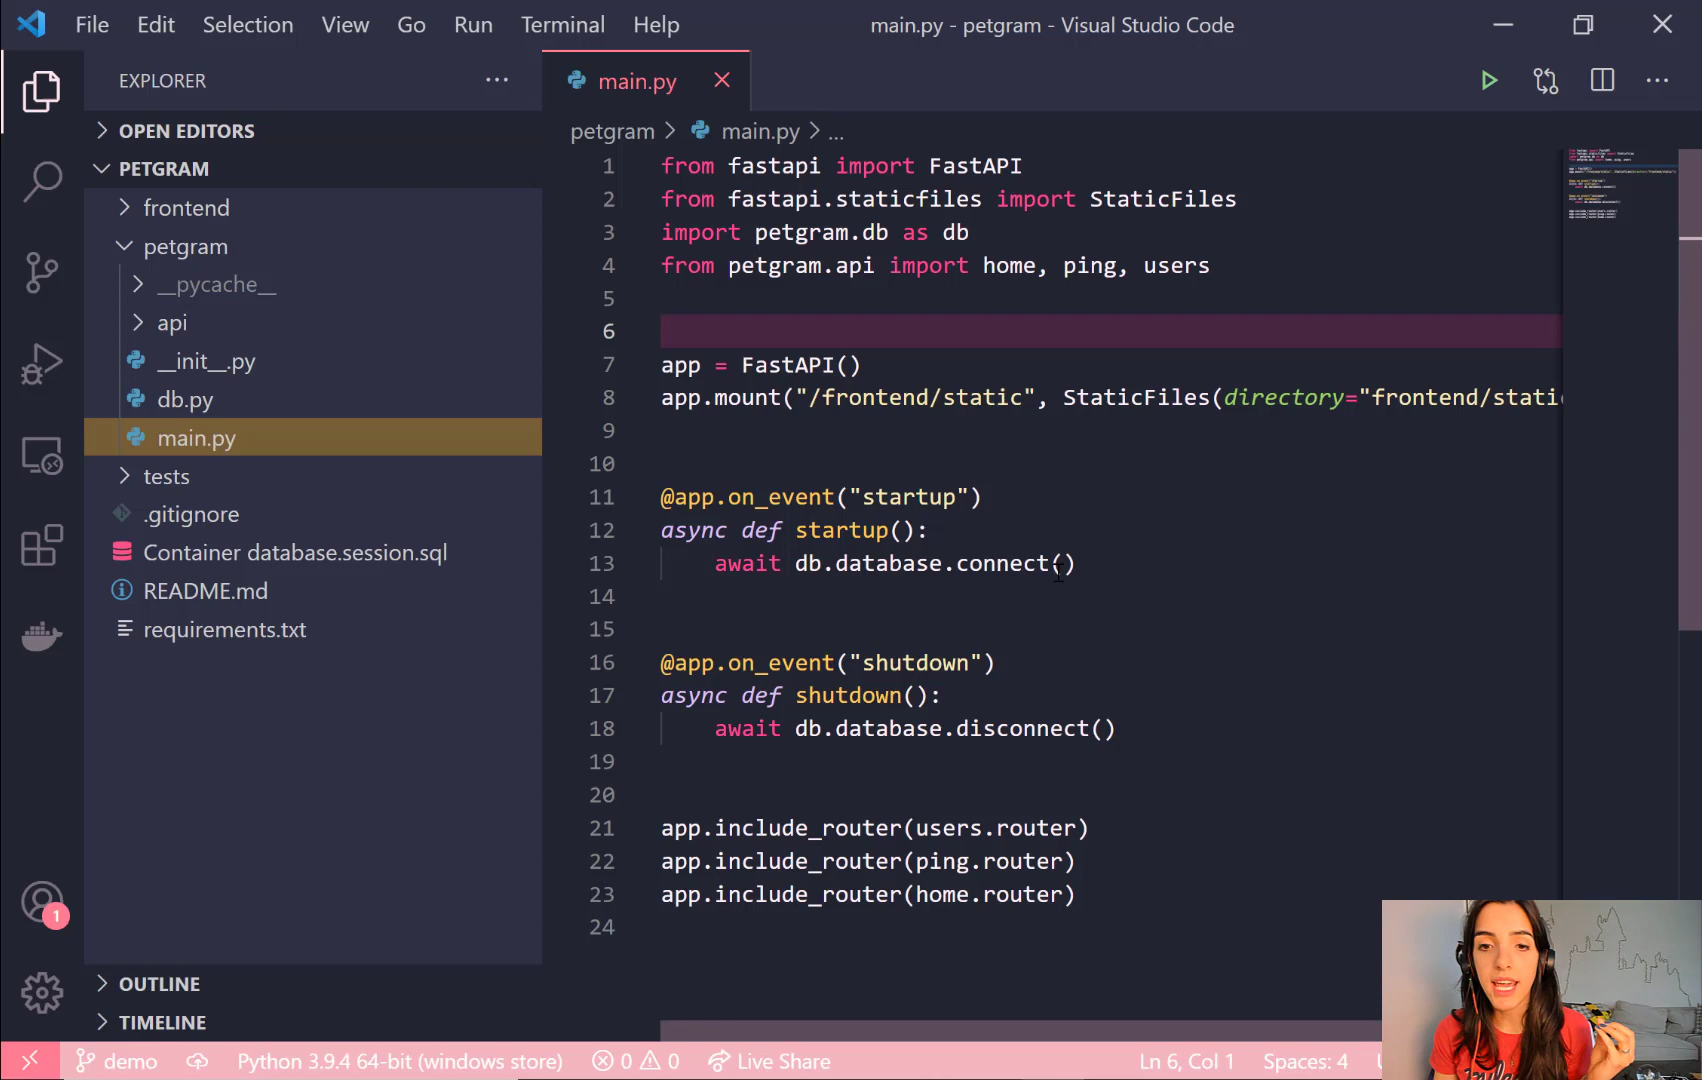 File Edit Selection View Go Run Terminal Help main.py - petgram - Visual Studio Code
EXPLORER
OPEN EDITORS
PETGRAM
frontend
petgram
__pycache__
api
__init__.py
db.py
main.py
tests
.gitignore
Container database.session.sql
README.md
requirements.txt
OUTLINE
TIMELINE
main.py
petgram > main.py > ...
1 from fastapi import FastAPI
2 from fastapi.staticfiles import StaticFiles
3 import petgram.db as db
4 from petgram.api import home, ping, users
5
6
7 app = FastAPI()
8 app.mount("/frontend/static", StaticFiles(directory="frontend/stati
9
10
11 @app.on_event("startup")
12 async def startup():
13 await db.database.connect()
14
15
16 @app.on_event("shutdown")
17 async def shutdown():
18 await db.database.disconnect()
19
20
21 app.include_router(users.router)
22 app.include_router(ping.router)
23 app.include_router(home.router)
24
1
demo Python 3.9.4 64-bit (windows store) 0 0 Live Share Ln 6, Col 1 Spaces: 4